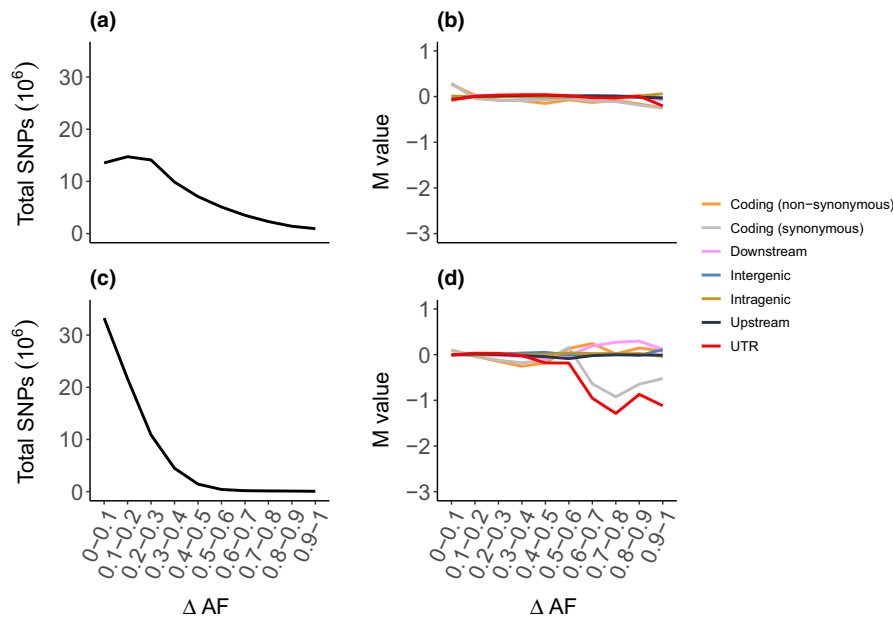 (a)
Total SNPs (10⁶)
30
20
10
0
(b)
M value
1
0
−1
−2
−3
(c)
Total SNPs (10⁶)
30
20
10
0
0−0.1
0.1−0.2
0.2−0.3
0.3−0.4
0.4−0.5
0.5−0.6
0.6−0.7
0.7−0.8
0.8−0.9
0.9−1
Δ AF
(d)
M value
1
0
−1
−2
−3
0−0.1
0.1−0.2
0.2−0.3
0.3−0.4
0.4−0.5
0.5−0.6
0.6−0.7
0.7−0.8
0.8−0.9
0.9−1
Δ AF
Coding (non−synonymous)
Coding (synonymous)
Downstream
Intergenic
Intragenic
Upstream
UTR